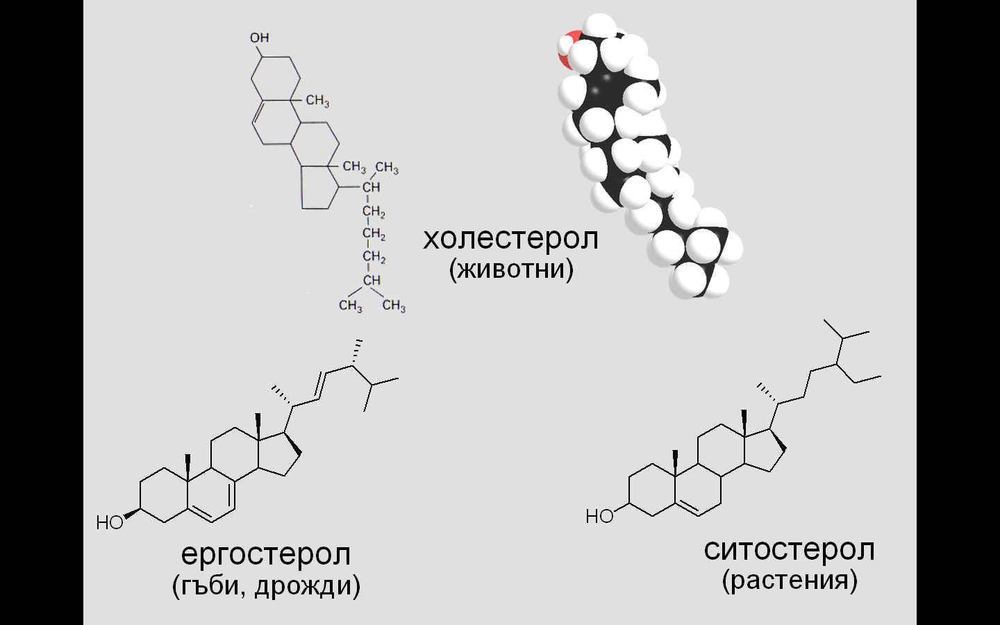 OH
CH₃
CH₃ CH₃
CH
CH₂
CH₂
CH₂
CH
CH₃ CH₃
холестерол
(животни)
HO
ергостерол
(гъби, дрожди)
HO
ситостерол
(растения)